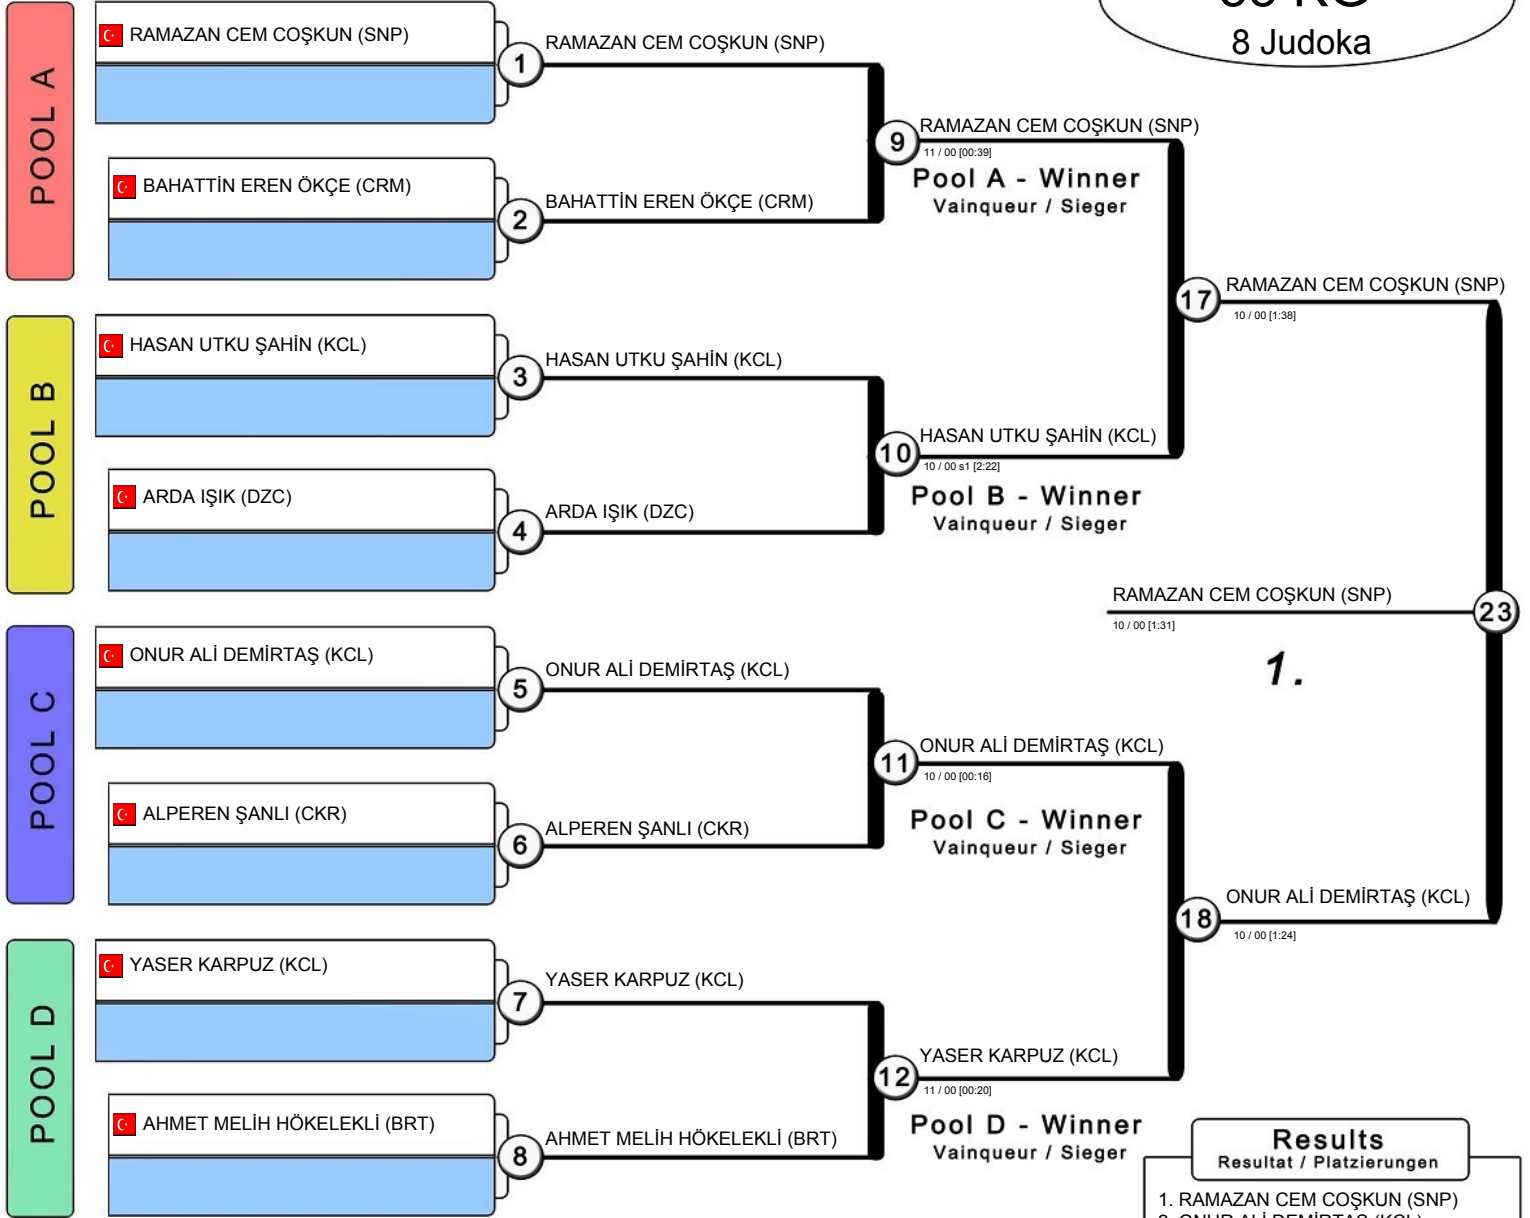 KG
8 Judoka
POOL A
RAMAZAN CEM COŞKUN (SNP)
1
RAMAZAN CEM COŞKUN (SNP)
BAHATTİN EREN ÖKÇE (CRM)
2
BAHATTİN EREN ÖKÇE (CRM)
9
RAMAZAN CEM COŞKUN (SNP)
11 / 00 [00:39]
Pool A - Winner
Vainqueur / Sieger
POOL B
HASAN UTKU ŞAHİN (KCL)
3
HASAN UTKU ŞAHİN (KCL)
ARDA IŞIK (DZC)
4
ARDA IŞIK (DZC)
10
HASAN UTKU ŞAHİN (KCL)
10 / 00 s1 [2:22]
Pool B - Winner
Vainqueur / Sieger
17
RAMAZAN CEM COŞKUN (SNP)
10 / 00 [1:38]
RAMAZAN CEM COŞKUN (SNP)
23
10 / 00 [1:31]
1.
POOL C
ONUR ALİ DEMİRTAŞ (KCL)
5
ONUR ALİ DEMİRTAŞ (KCL)
ALPEREN ŞANLI (CKR)
6
ALPEREN ŞANLI (CKR)
11
ONUR ALİ DEMİRTAŞ (KCL)
10 / 00 [00:16]
Pool C - Winner
Vainqueur / Sieger
18
ONUR ALİ DEMİRTAŞ (KCL)
10 / 00 [1:24]
POOL D
YASER KARPUZ (KCL)
7
YASER KARPUZ (KCL)
AHMET MELİH HÖKELEKLİ (BRT)
8
AHMET MELİH HÖKELEKLİ (BRT)
12
YASER KARPUZ (KCL)
11 / 00 [00:20]
Pool D - Winner
Vainqueur / Sieger
Results
Resultat / Platzierungen
1. RAMAZAN CEM COŞKUN (SNP)
2. ONUR ALİ DEMİRTAŞ (KCL)